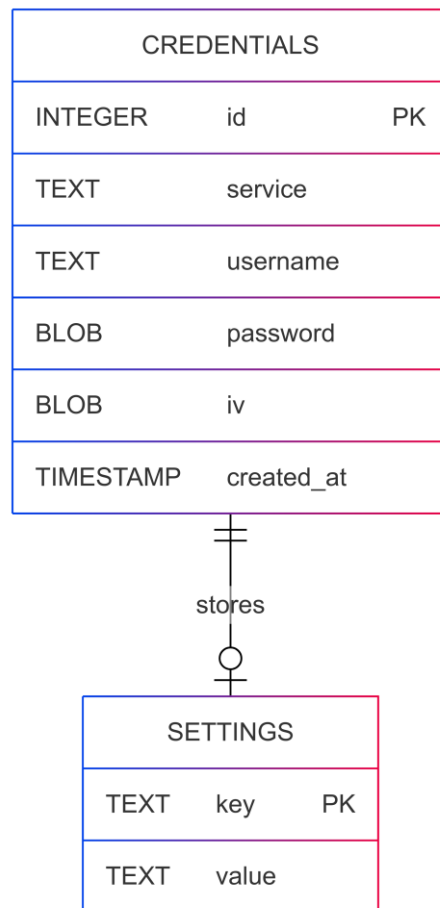 CREDENTIALS
INTEGER id PK
TEXT service
TEXT username
BLOB password
BLOB iv
TIMESTAMP created_at
stores
SETTINGS
TEXT key PK
TEXT value